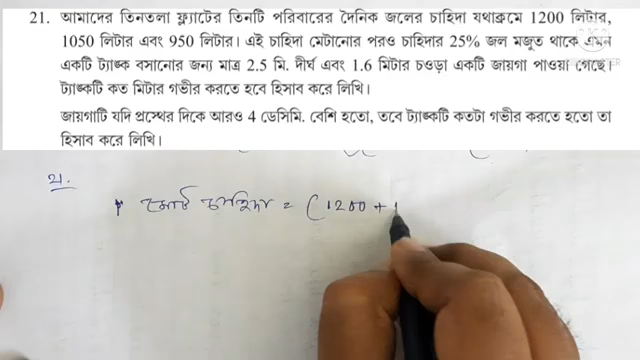 21. আমাদের তিনতলা ফ্ল্যাটের তিনটি পরিবারের দৈনিক জলের চাহিদা যথাক্রমে 1200 লিটার,
1050 লিটার এবং 950 লিটার। এই চাহিদা মেটানোর পরও চাহিদার 25% জল মজুত থাকে এমন
একটি ট্যাঙ্ক বসানোর জন্য মাত্র 2.5 মি. দীর্ঘ এবং 1.6 মিটার চওড়া একটি জায়গা পাওয়া গেছে।
ট্যাঙ্কটি কত মিটার গভীর করতে হবে হিসাব করে লিখি।
জায়গাটি যদি প্রস্থের দিকে আরও 4 ডেসিমি. বেশি হতো, তবে ট্যাঙ্কটি কতটা গভীর করতে হতো তা
হিসাব করে লিখি।
মোট চাহিদা = (1200 + 1